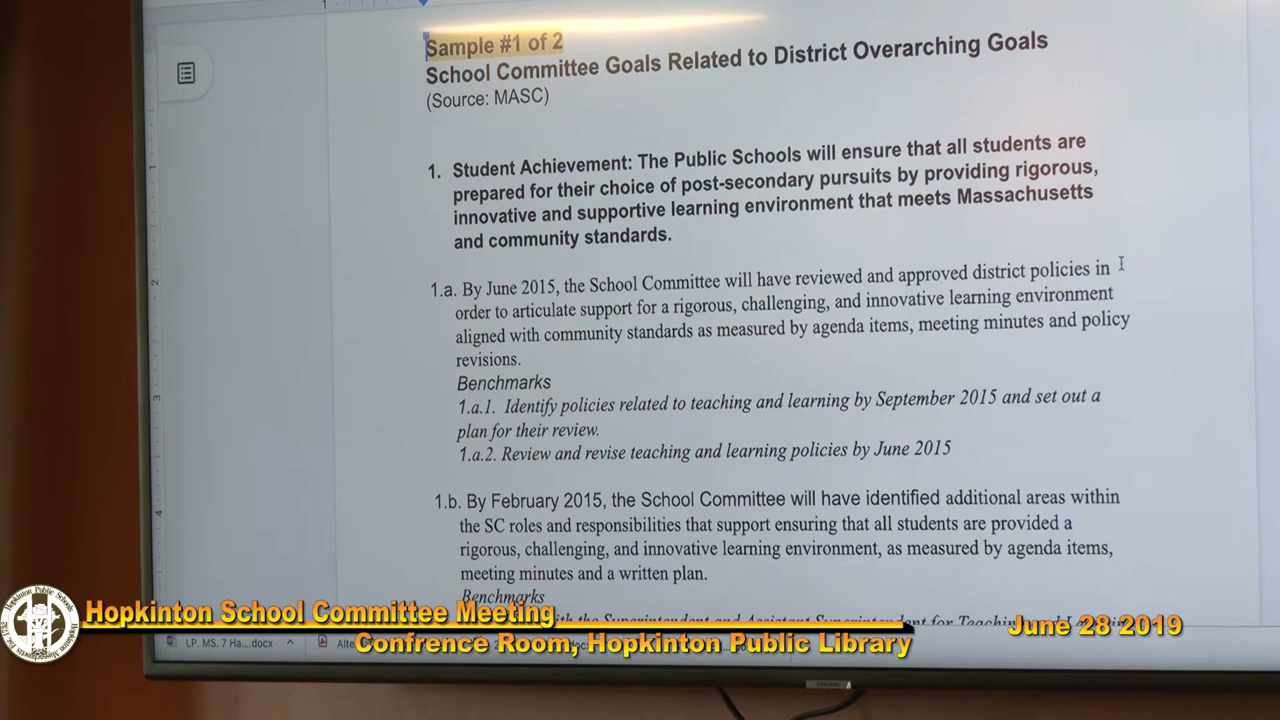 Sample #1 of 2
School Committee Goals Related to District Overarching Goals
(Source: MASC)
1. Student Achievement: The Public Schools will ensure that all students are
prepared for their choice of post-secondary pursuits by providing rigorous,
innovative and supportive learning environment that meets Massachusetts
and community standards.
1.a. By June 2015, the School Committee will have reviewed and approved district policies in
order to articulate support for a rigorous, challenging, and innovative learning environment
aligned with community standards as measured by agenda items, meeting minutes and policy
revisions.
Benchmarks
1.a.1. Identify policies related to teaching and learning by September 2015 and set out a
plan for their review.
1.a.2. Review and revise teaching and learning policies by June 2015
1.b. By February 2015, the School Committee will have identified additional areas within
the SC roles and responsibilities that support ensuring that all students are provided a
rigorous, challenging, and innovative learning environment, as measured by agenda items,
meeting minutes and a written plan.
Benchmarks
Hopkinton School Committee Meeting
June 28 2019
LP. MS. 7 Ha....docx
Confrence Room, Hopkinton Public Library